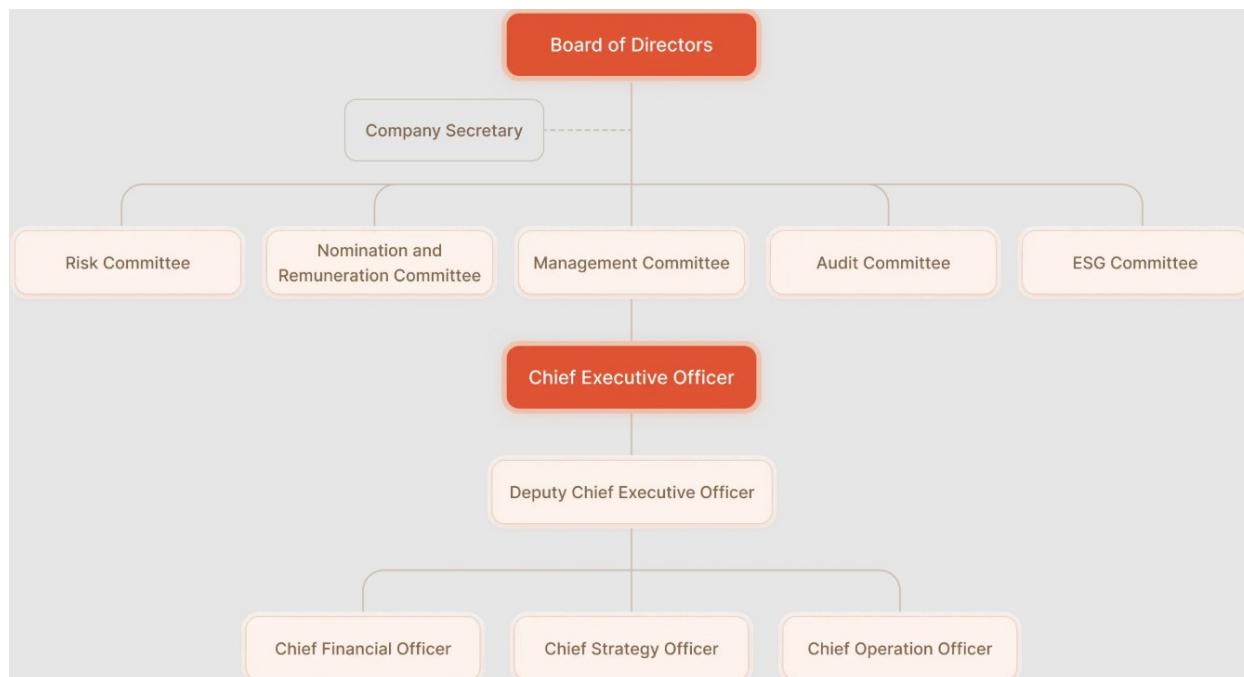 Board of Directors
Company Secretary
Risk Committee
Nomination and
Remuneration Committee
Management Committee
Audit Committee
ESG Committee
Chief Executive Officer
Deputy Chief Executive Officer
Chief Financial Officer
Chief Strategy Officer
Chief Operation Officer